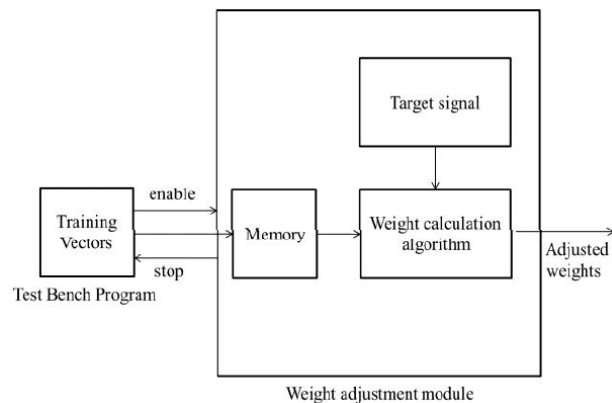 Target signal
enable
Training
Vectors
Memory
Weight calculation
algorithm
stop
Adjusted
weights
Test Bench Program
Weight adjustment module